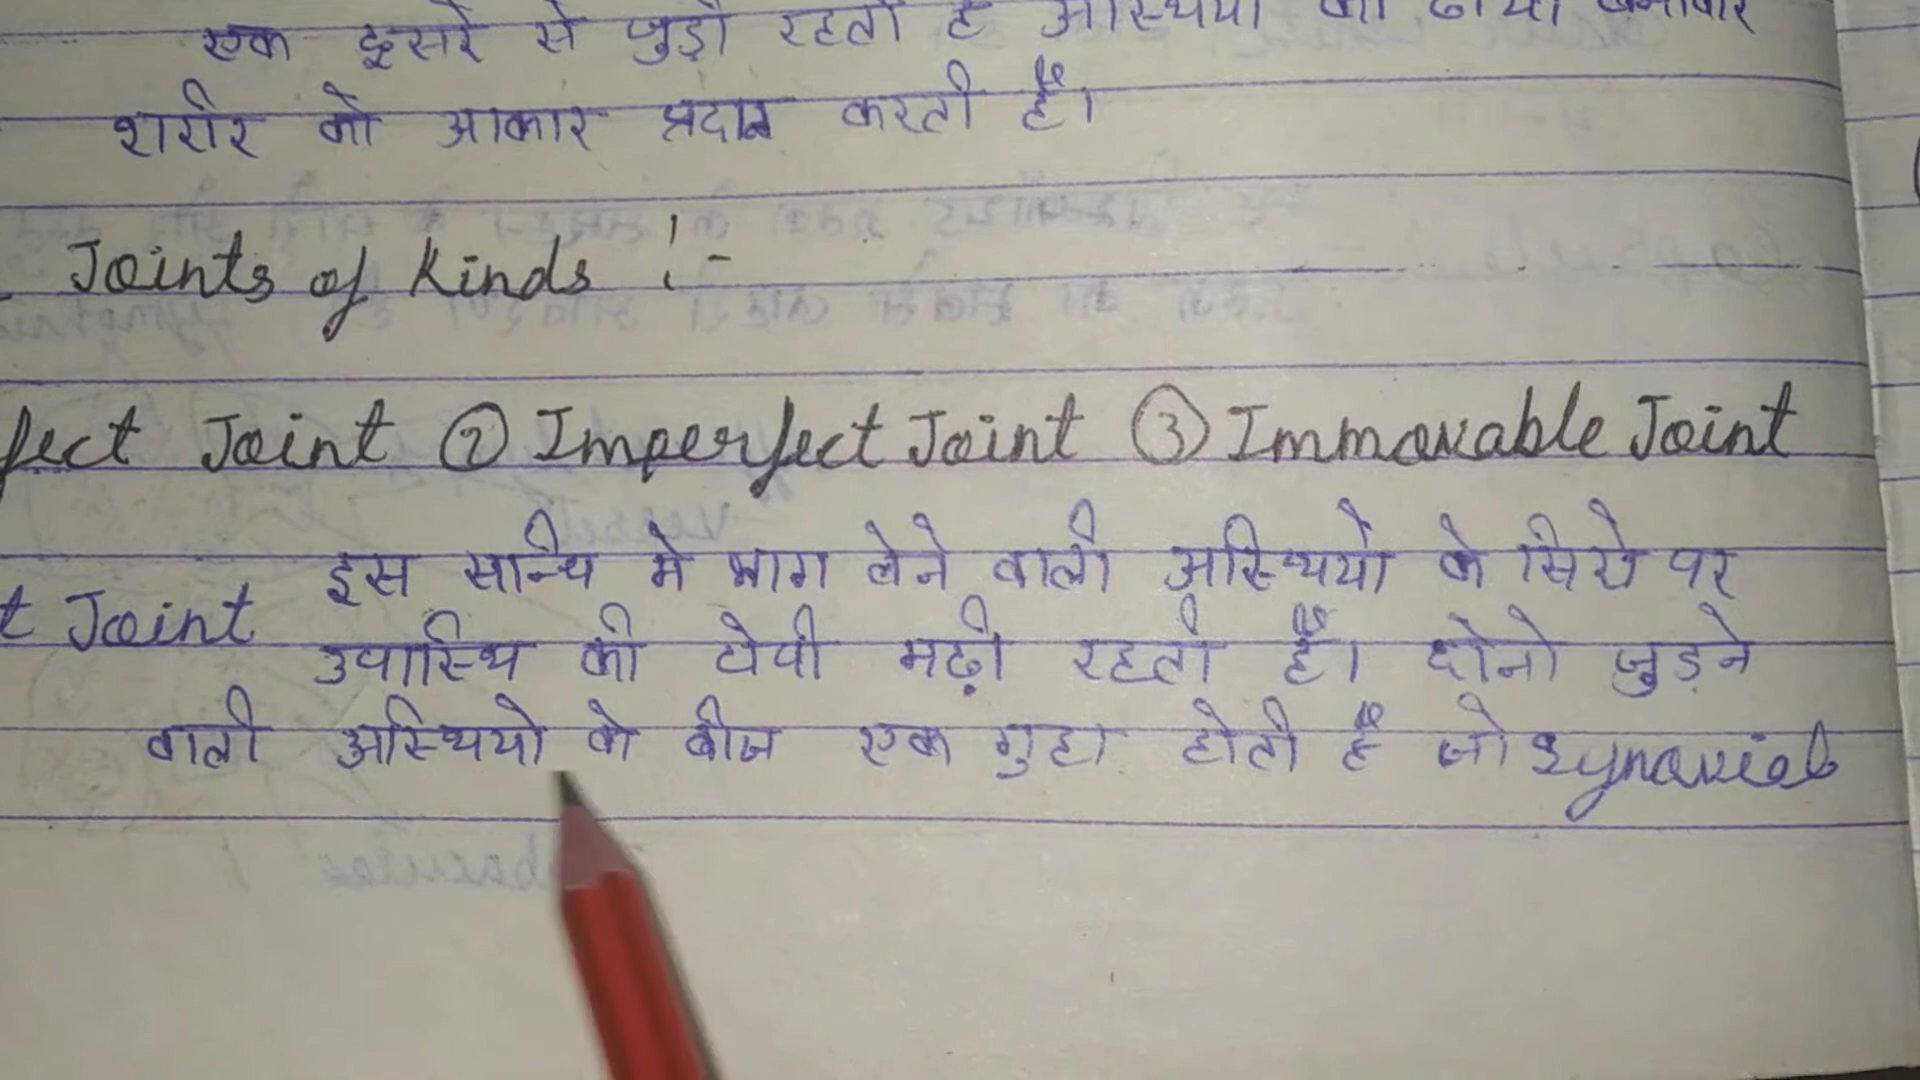 एक दूसरे से जुड़ी रहती है अस्थियाँ
शरीर को आकार प्रदान करती है।
Joints of Kinds :-
fect Joint ② Imperfect Joint ③ Immovable Joint
इस सन्धि मे भाग लेने वाली अस्थियो के सिरो पर
t Joint उपास्थि की टोपी मढ़ी रहती है। दोनो जुड़ने
वाली अस्थियो के बीच एक गुहा होती है जो Synovial